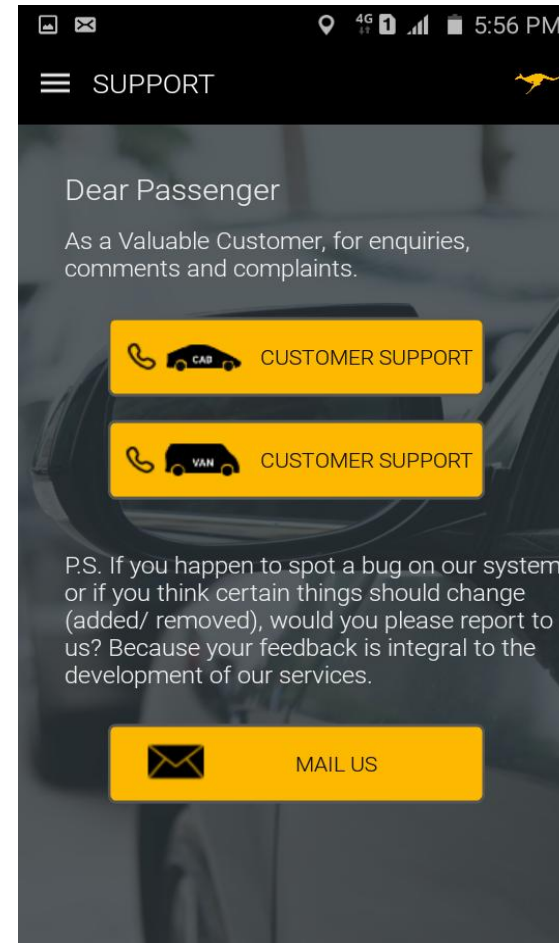 4G 1 5:56 PM
SUPPORT
Dear Passenger
As a Valuable Customer, for enquiries,
comments and complaints.
CAB CUSTOMER SUPPORT
VAN CUSTOMER SUPPORT
P.S. If you happen to spot a bug on our system
or if you think certain things should change
(added/ removed), would you please report to
us? Because your feedback is integral to the
development of our services.
MAIL US